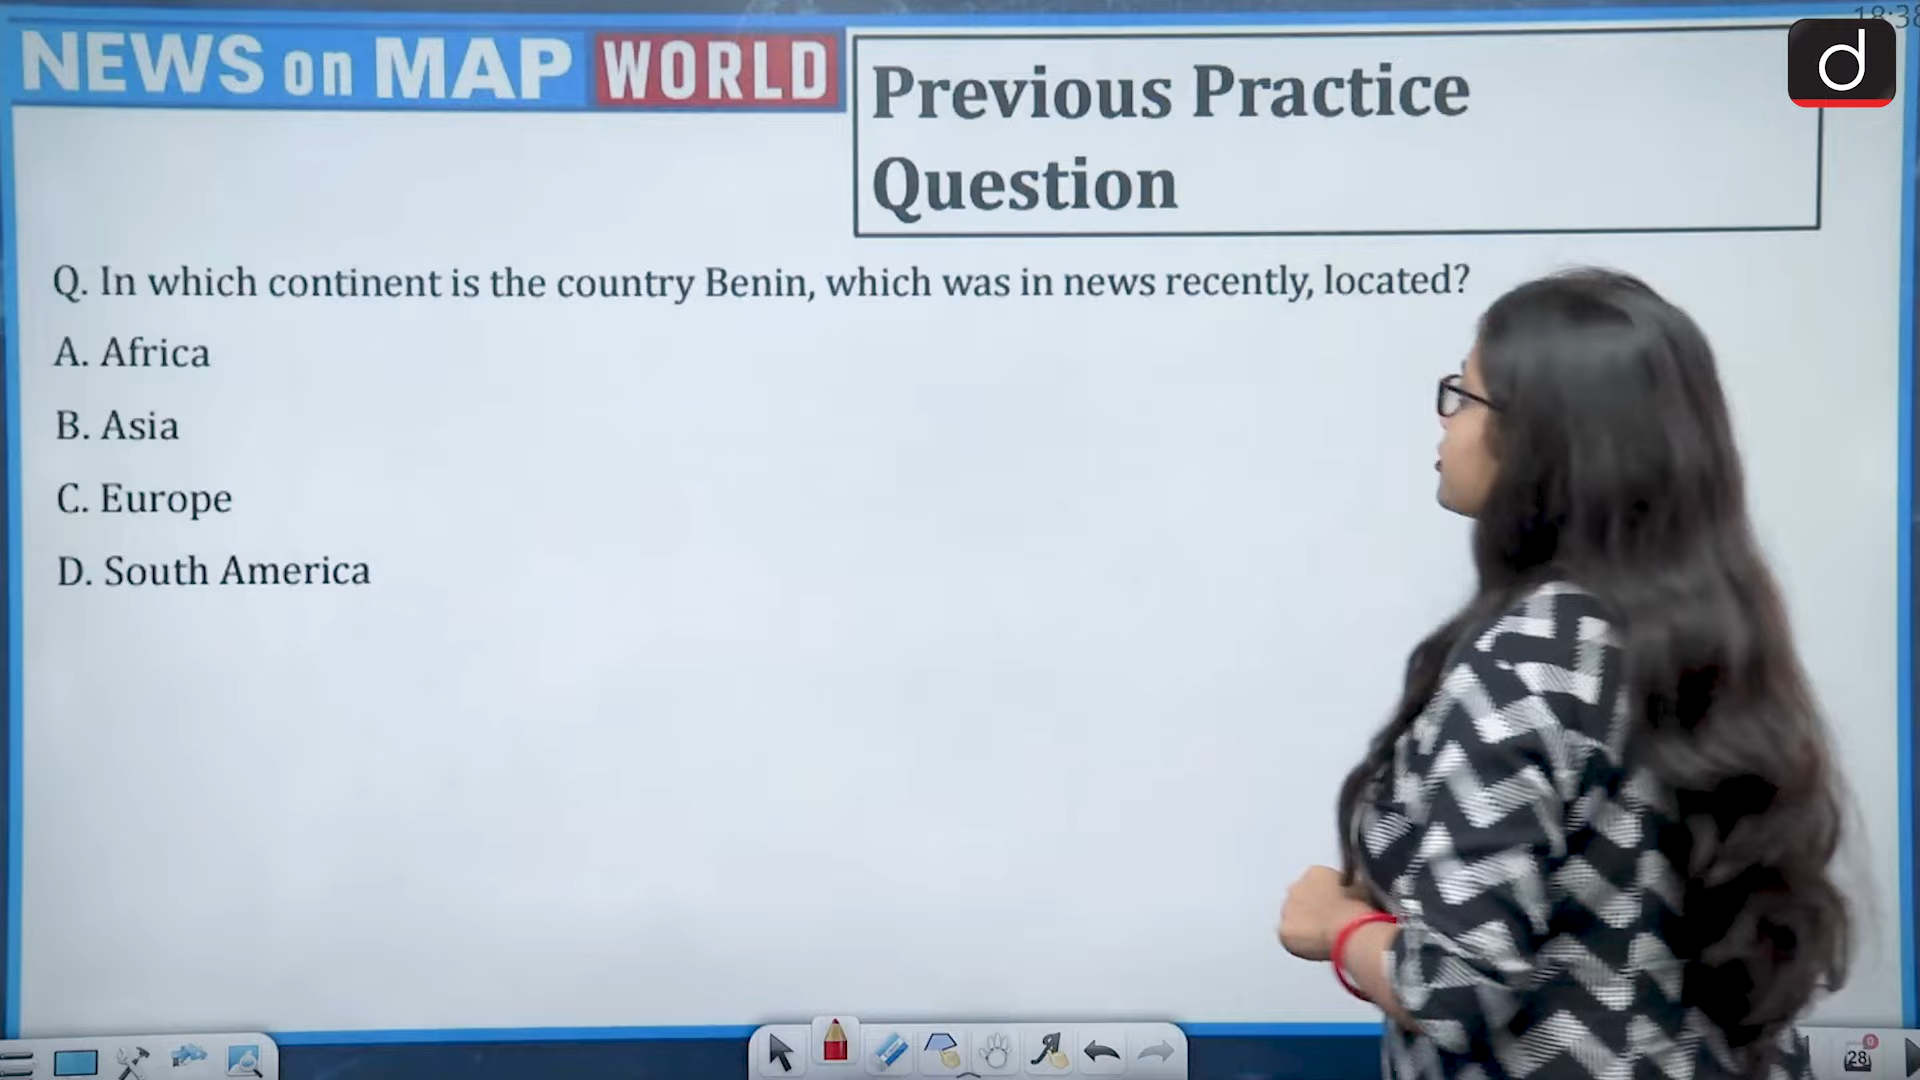 NEWS on MAP WORLD
Previous Practice
Question
Q. In which continent is the country Benin, which was in news recently, located?
A. Africa
B. Asia
C. Europe
D. South America
28